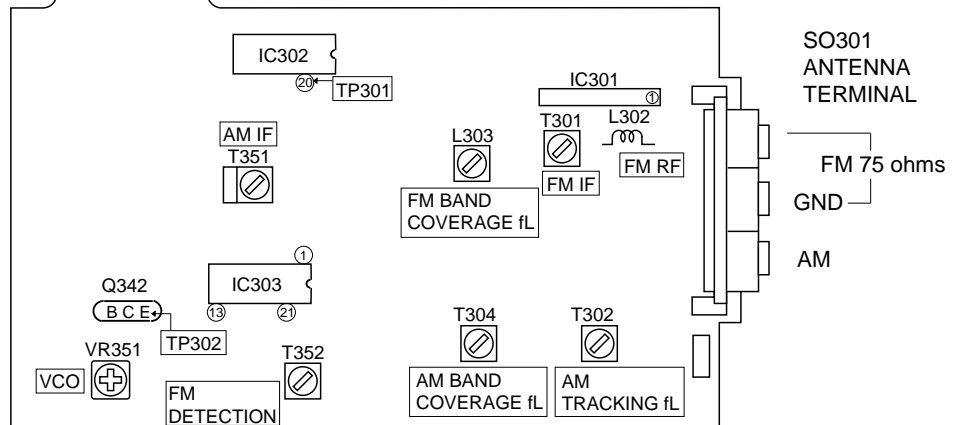 SO301
ANTENNA
TERMINAL
IC302
20
TP301
IC301
1
L302
T301
L303
AM IF
T351
FM RF
FM IF
FM 75 ohms
FM BAND
COVERAGE fL
GND
AM
1
IC303
13
21
Q342
B C E
TP302
T304
T302
VR351
T352
VCO
FM
DETECTION
AM BAND
COVERAGE fL
AM
TRACKING fL